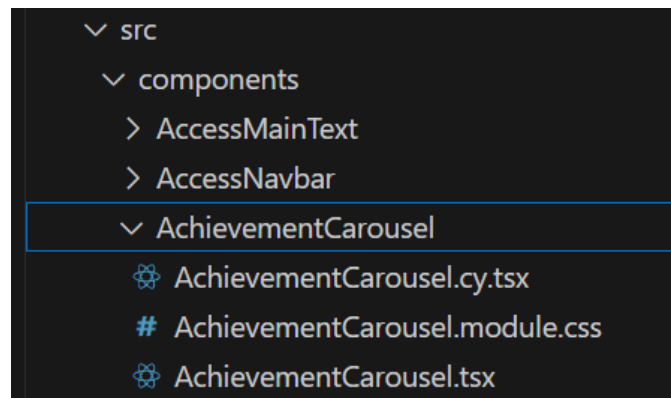 src
components
AccessMainText
AccessNavbar
AchievementCarousel
AchievementCarousel.cy.tsx
# AchievementCarousel.module.css
AchievementCarousel.tsx